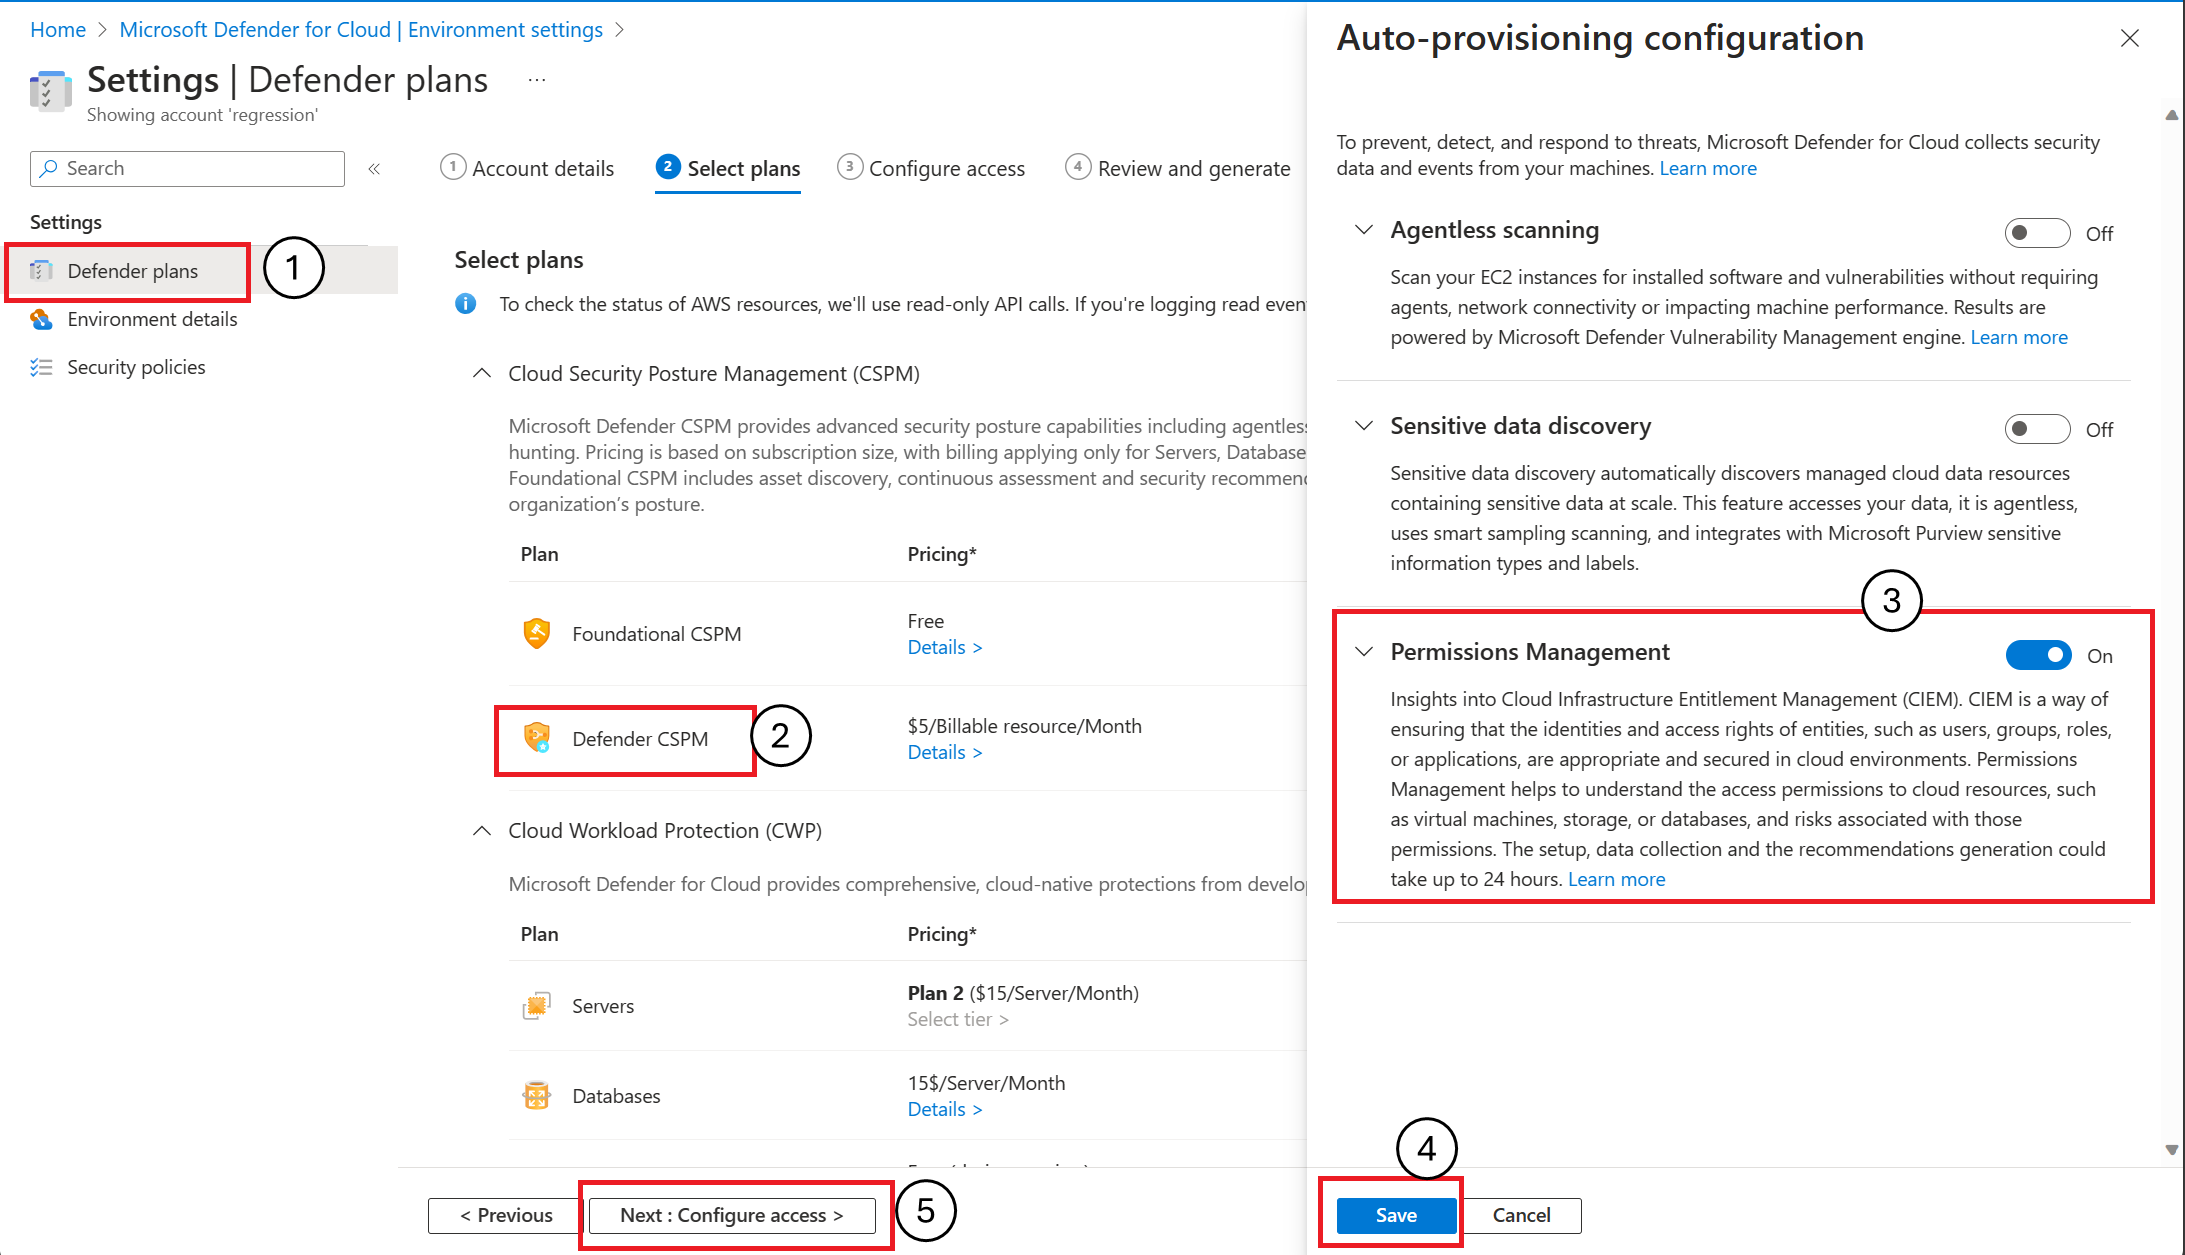 Home > Microsoft Defender for Cloud | Environment settings >
Settings | Defender plans ...
Showing account 'regression'
Search «
Settings
Defender plans 1
Environment details
Security policies
1 Account details 2 Select plans 3 Configure access 4 Review and generate
Select plans
To check the status of AWS resources, we'll use read-only API calls. If you're logging read
Cloud Security Posture Management (CSPM)
Microsoft Defender CSPM provides advanced security posture capabilities including
hunting. Pricing is based on subscription size, with billing applying only for Servers,
Foundational CSPM includes asset discovery, continuous assessment and security
organization's posture.
Plan Pricing*
Foundational CSPM Free
Details >
Defender CSPM 2 $5/Billable resource/Month
Details >
Cloud Workload Protection (CWP)
Microsoft Defender for Cloud provides comprehensive, cloud-native protections from
Plan Pricing*
Servers Plan 2 ($15/Server/Month)
Select tier >
Databases 15$/Server/Month
Details >
< Previous Next : Configure access > 5
Auto-provisioning configuration
To prevent, detect, and respond to threats, Microsoft Defender for Cloud collects security
data and events from your machines. Learn more
Agentless scanning Off
Scan your EC2 instances for installed software and vulnerabilities without requiring
agents, network connectivity or impacting machine performance. Results are
powered by Microsoft Defender Vulnerability Management engine. Learn more
Sensitive data discovery Off
Sensitive data discovery automatically discovers managed cloud data resources
containing sensitive data at scale. This feature accesses your data, it is agentless,
uses smart sampling scanning, and integrates with Microsoft Purview sensitive
information types and labels.
3
Permissions Management On
Insights into Cloud Infrastructure Entitlement Management (CIEM). CIEM is a way of
ensuring that the identities and access rights of entities, such as users, groups, roles,
or applications, are appropriate and secured in cloud environments. Permissions
Management helps to understand the access permissions to cloud resources, such
as virtual machines, storage, or databases, and risks associated with those
permissions. The setup, data collection and the recommendations generation could
take up to 24 hours. Learn more
4
Save Cancel